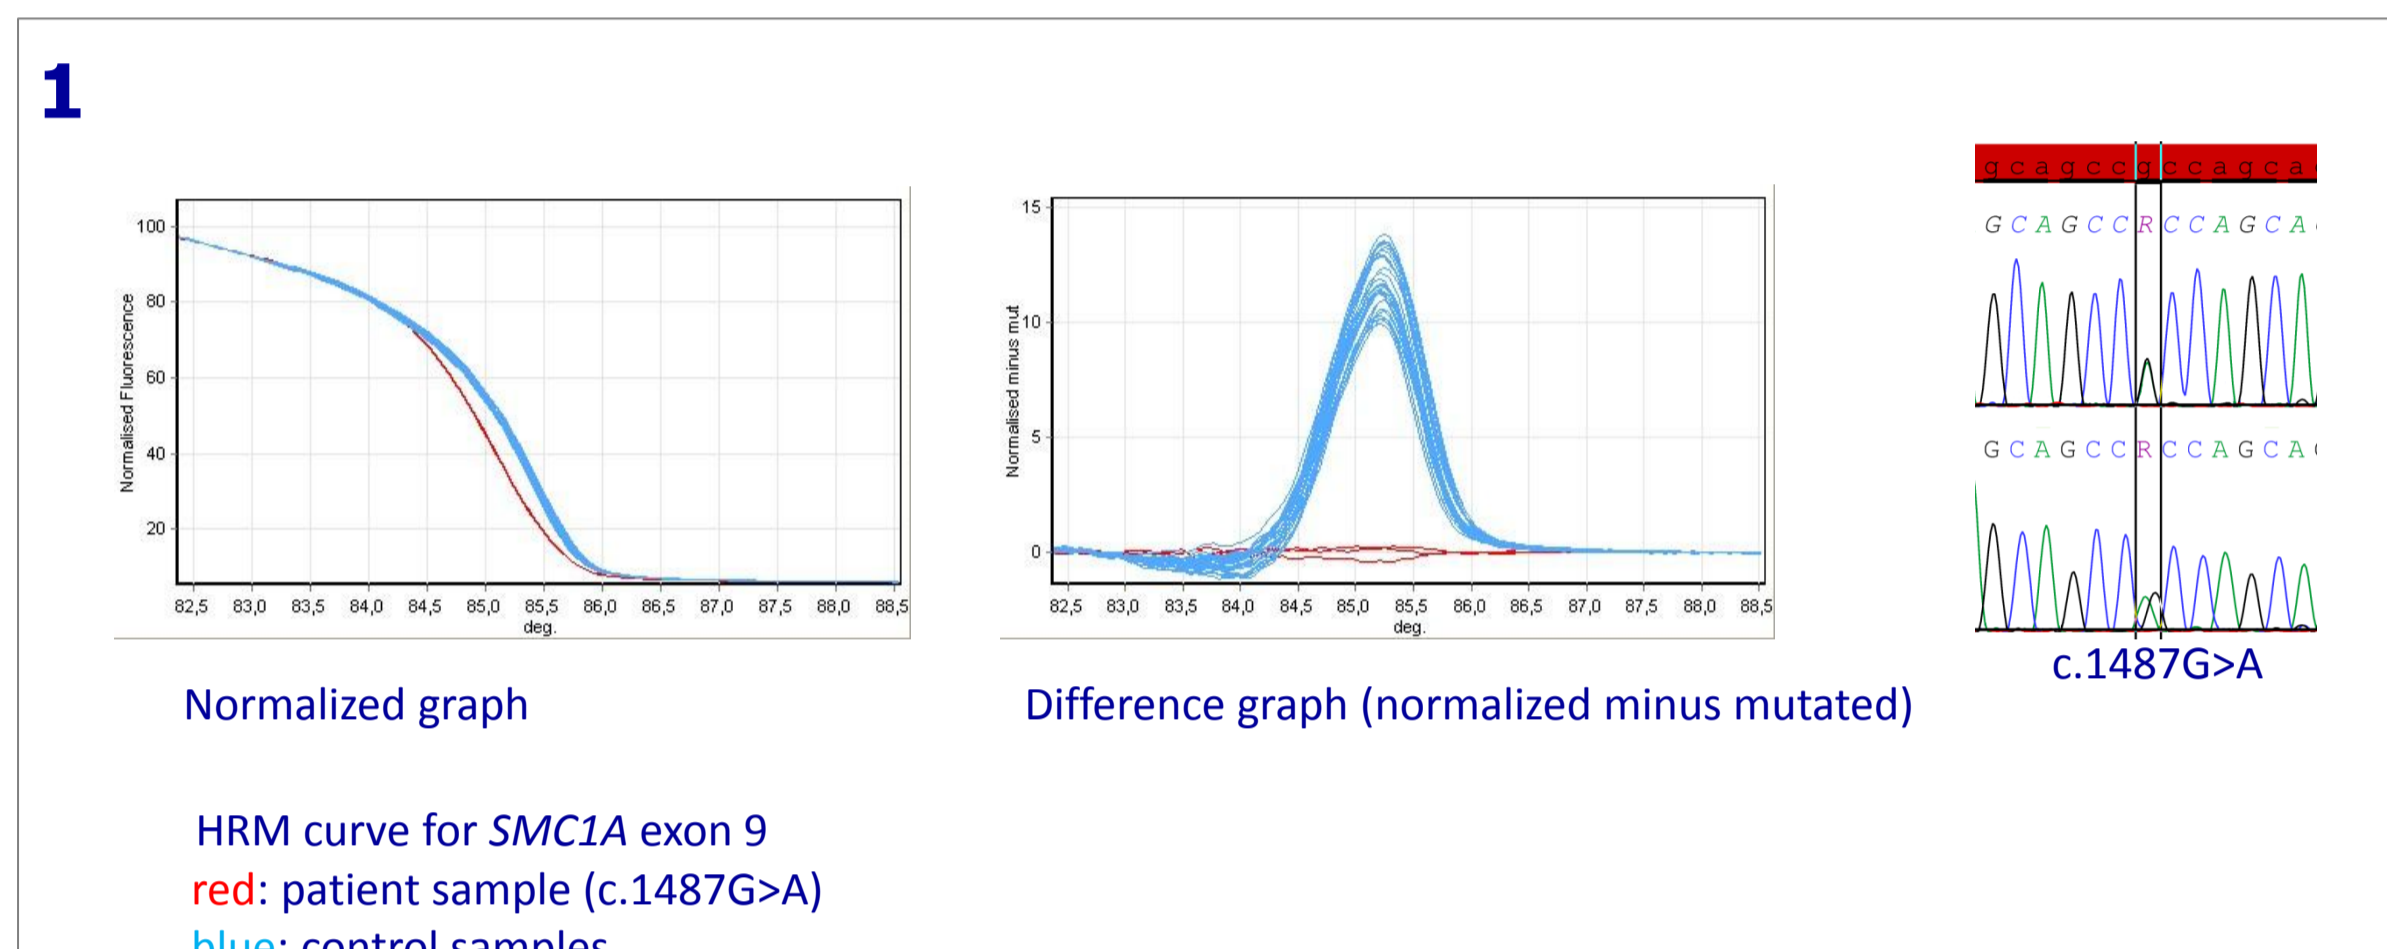 1
100
80
60
40
20
Normalised Fluorescence
82,5 83,0 83,5 84,0 84,5 85,0 85,5 86,0 86,5 87,0 87,5 88,0 88,5
deg.
Normalized graph
15
10
5
0
Normalised minus mut
82,5 83,0 83,5 84,0 84,5 85,0 85,5 86,0 86,5 87,0 87,5 88,0 88,5
deg.
Difference graph (normalized minus mutated)
g c a g c c g c c a g c a
G C A G C C R C C A G C A
G C A G C C R C C A G C A
c.1487G>A
HRM curve for SMC1A exon 9
red: patient sample (c.1487G>A)
blue: control samples